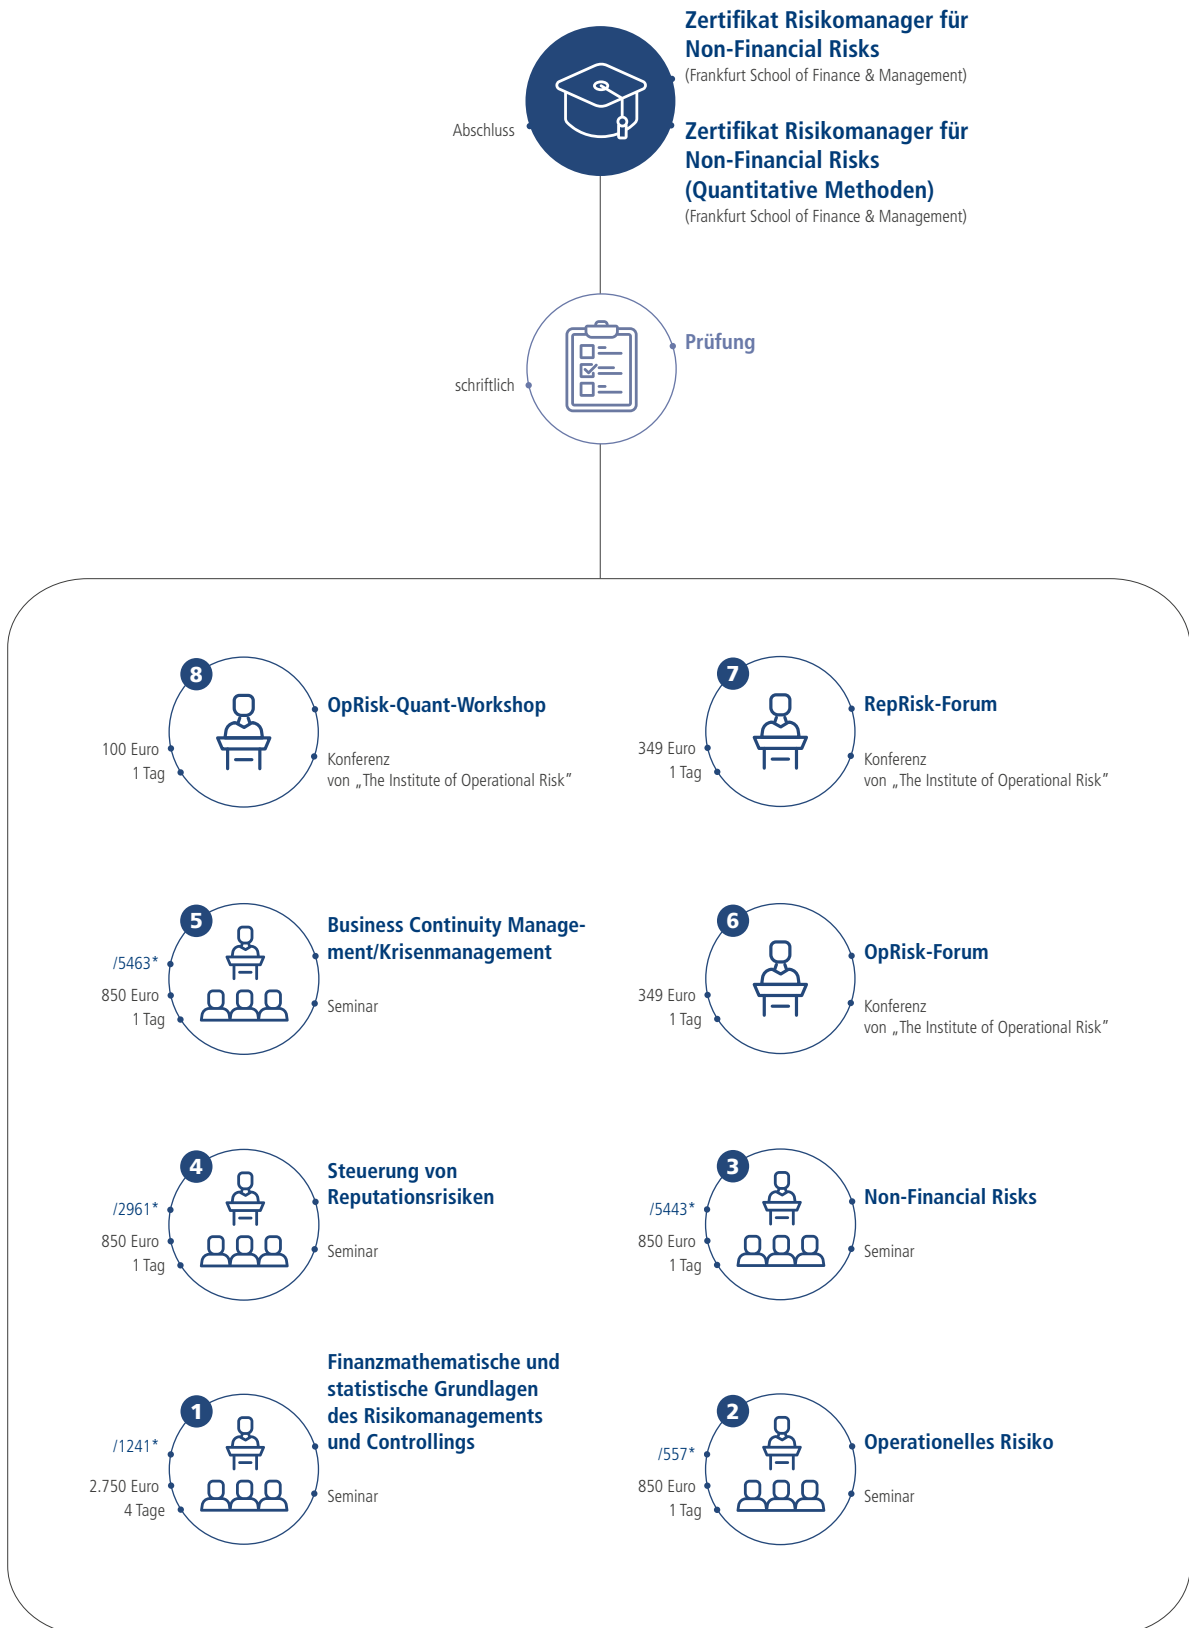 Zertifikat Risikomanager für
Non-Financial Risks
(Frankfurt School of Finance & Management)
Abschluss
Zertifikat Risikomanager für
Non-Financial Risks
(Quantitative Methoden)
(Frankfurt School of Finance & Management)
Prüfung
schriftlich
8
OpRisk-Quant-Workshop
100 Euro
1 Tag
Konferenz
von „The Institute of Operational Risk”
7
RepRisk-Forum
349 Euro
1 Tag
Konferenz
von „The Institute of Operational Risk”
5
Business Continuity Manage-
ment/Krisenmanagement
/5463*
850 Euro
1 Tag
Seminar
6
OpRisk-Forum
349 Euro
1 Tag
Konferenz
von „The Institute of Operational Risk”
4
Steuerung von
Reputationsrisiken
/2961*
850 Euro
1 Tag
Seminar
3
Non-Financial Risks
/5443*
850 Euro
1 Tag
Seminar
1
Finanzmathematische und
statistische Grundlagen
des Risikomanagements
und Controllings
/1241*
2.750 Euro
4 Tage
Seminar
2
Operationelles Risiko
/557*
850 Euro
1 Tag
Seminar